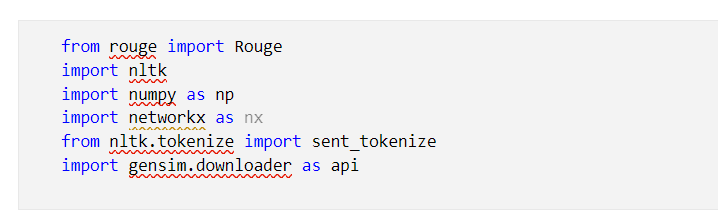 from rouge import Rouge
import nltk
import numpy as np
import networkx as nx
from nltk.tokenize import sent_tokenize
import gensim.downloader as api